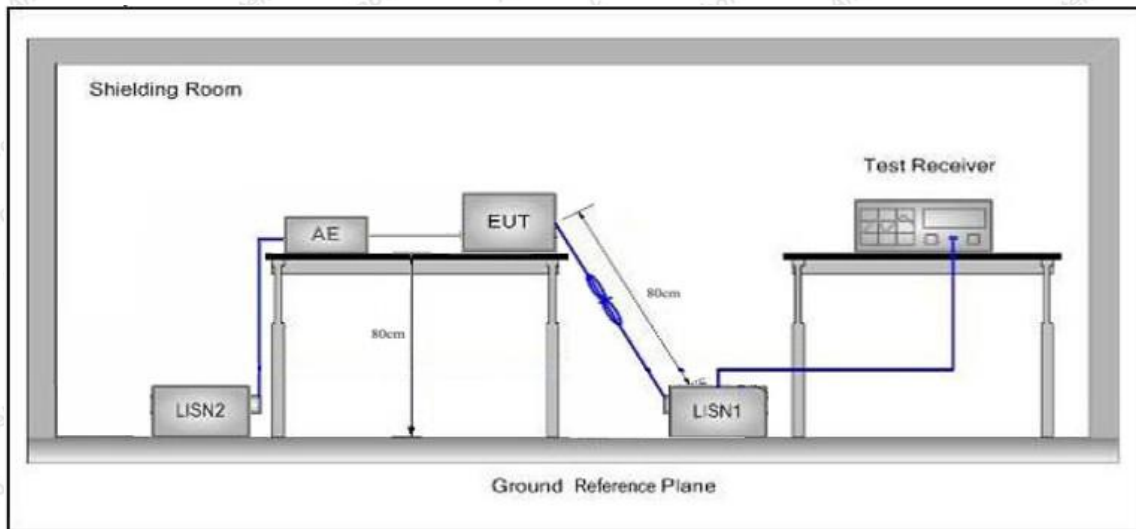 Shielding Room
Test Receiver
EUT
AE
80cm
80cm
LISN2
LISN1
Ground Reference Plane